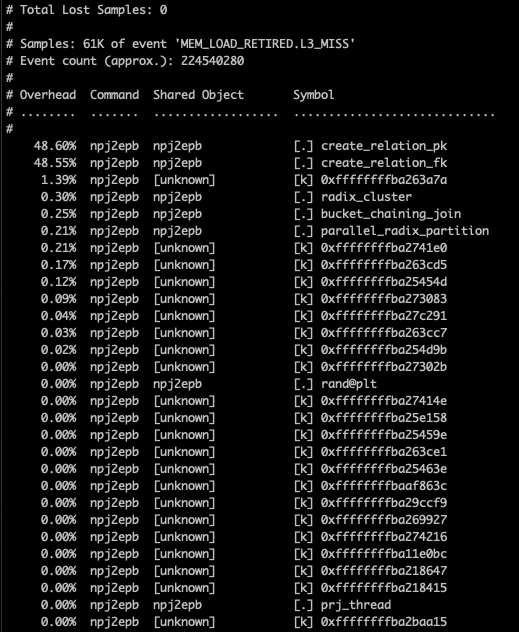 # Total Lost Samples: 0
#
# Samples: 61K of event 'MEM_LOAD_RETIRED.L3_MISS'
# Event count (approx.): 224540280
#
# Overhead  Command  Shared Object       Symbol
# ........  .......  ..................  .............................
#
    48.60%  npj2epb  npj2epb             [.] create_relation_pk
    48.55%  npj2epb  npj2epb             [.] create_relation_fk
     1.39%  npj2epb  [unknown]           [k] 0xffffffffba263a7a
     0.30%  npj2epb  npj2epb             [.] radix_cluster
     0.25%  npj2epb  npj2epb             [.] bucket_chaining_join
     0.21%  npj2epb  npj2epb             [.] parallel_radix_partition
     0.21%  npj2epb  [unknown]           [k] 0xffffffffba2741e0
     0.17%  npj2epb  [unknown]           [k] 0xffffffffba263cd5
     0.12%  npj2epb  [unknown]           [k] 0xffffffffba25454d
     0.09%  npj2epb  [unknown]           [k] 0xffffffffba273083
     0.04%  npj2epb  [unknown]           [k] 0xffffffffba27c291
     0.03%  npj2epb  [unknown]           [k] 0xffffffffba263cc7
     0.02%  npj2epb  [unknown]           [k] 0xffffffffba254d9b
     0.00%  npj2epb  [unknown]           [k] 0xffffffffba27302b
     0.00%  npj2epb  npj2epb             [.] rand@plt
     0.00%  npj2epb  [unknown]           [k] 0xffffffffba27414e
     0.00%  npj2epb  [unknown]           [k] 0xffffffffba25e158
     0.00%  npj2epb  [unknown]           [k] 0xffffffffba25459e
     0.00%  npj2epb  [unknown]           [k] 0xffffffffba263ce1
     0.00%  npj2epb  [unknown]           [k] 0xffffffffba25463e
     0.00%  npj2epb  [unknown]           [k] 0xffffffffbaaf863c
     0.00%  npj2epb  [unknown]           [k] 0xffffffffba29ccf9
     0.00%  npj2epb  [unknown]           [k] 0xffffffffba269927
     0.00%  npj2epb  [unknown]           [k] 0xffffffffba274216
     0.00%  npj2epb  [unknown]           [k] 0xffffffffba11e0bc
     0.00%  npj2epb  [unknown]           [k] 0xffffffffba218647
     0.00%  npj2epb  [unknown]           [k] 0xffffffffba218415
     0.00%  npj2epb  npj2epb             [.] prj_thread
     0.00%  npj2epb  [unknown]           [k] 0xffffffffba2baa15